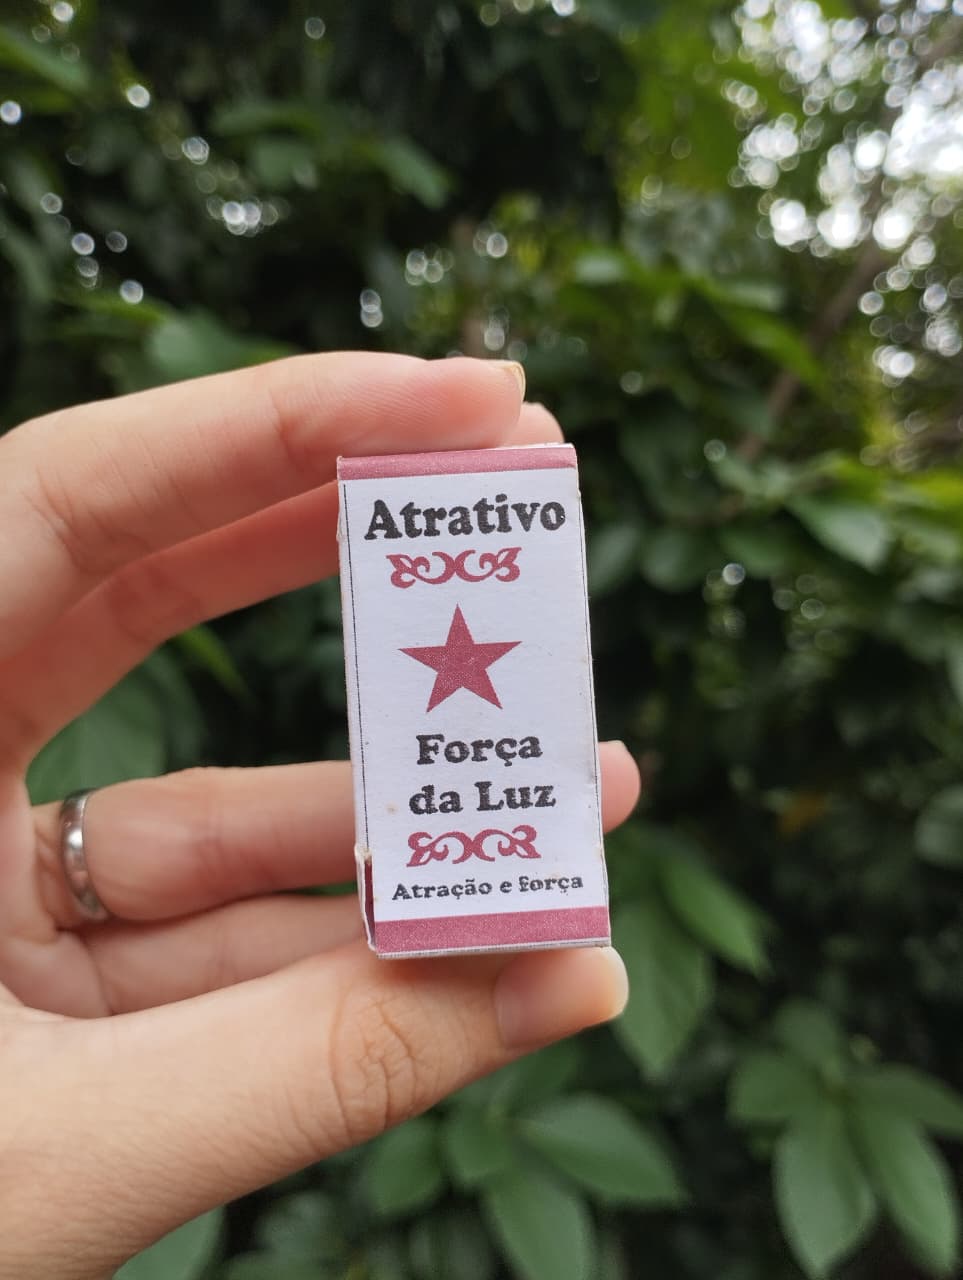 Atrativo
Força
da Luz
Atração e força